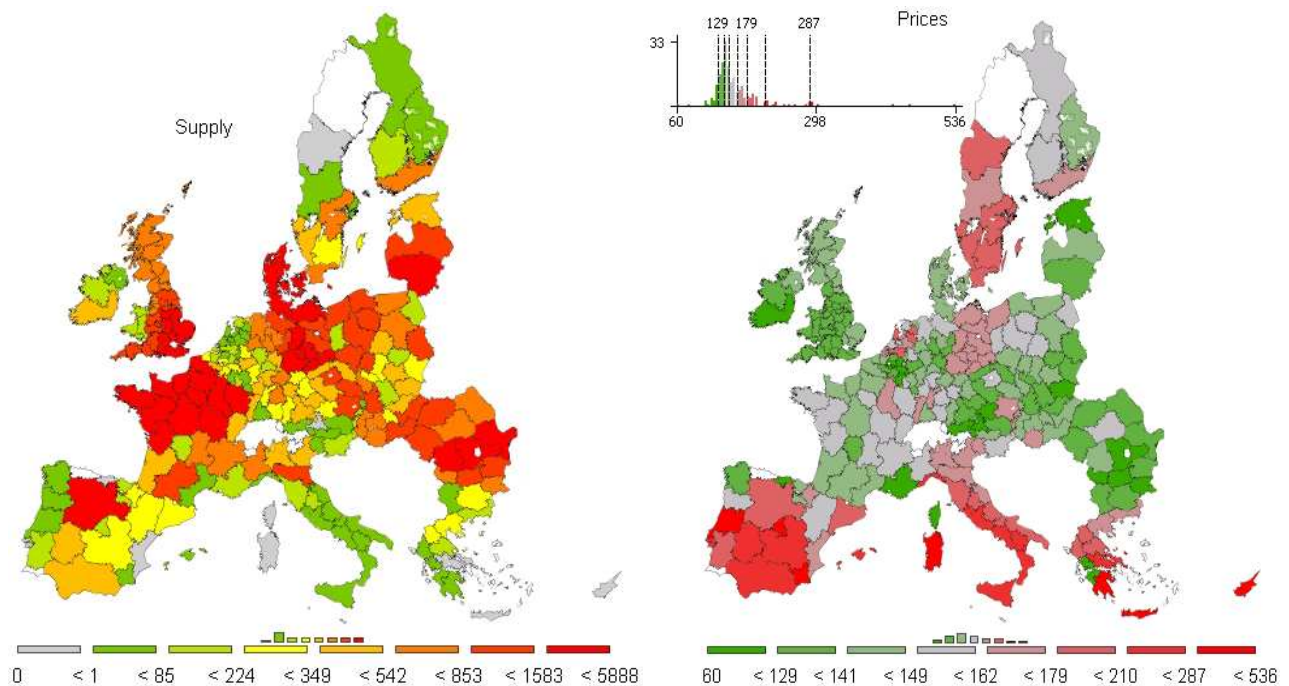 Supply
Prices
129 179 287
33
60 298 536
0 < 1 < 85 < 224 < 349 < 542 < 853 < 1583 < 5888
60 < 129 < 141 < 149 < 162 < 179 < 210 < 287 < 536